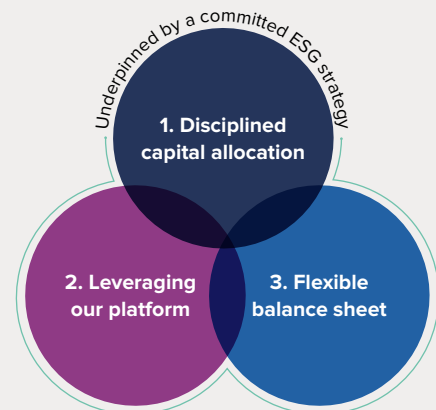 Underpinned by a committed ESG strategy
1. Disciplined
capital allocation
2. Leveraging
our platform
3. Flexible
balance sheet